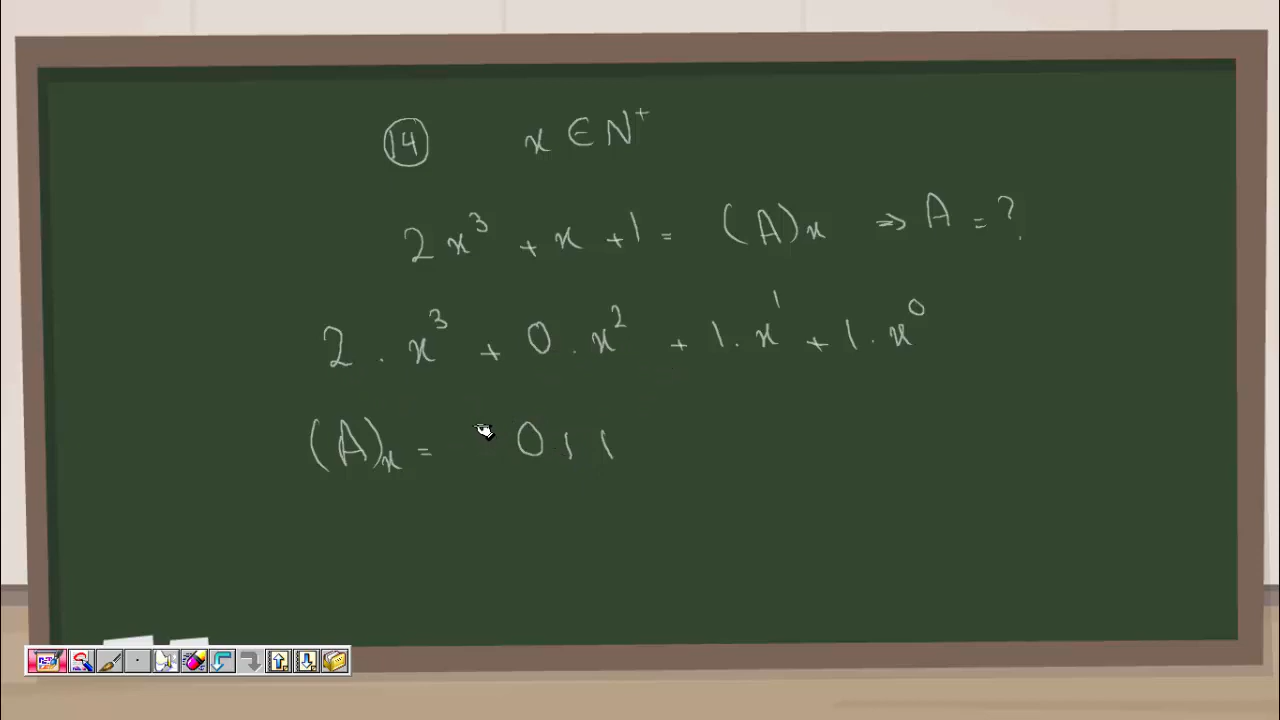 14 x ∈ N⁺
2x³ + x + 1 = (A)ₓ ⇒ A = ?
2 . x³ + 0 . x² + 1 . x¹ + 1 . x⁰
(A)ₓ = 0 1 1